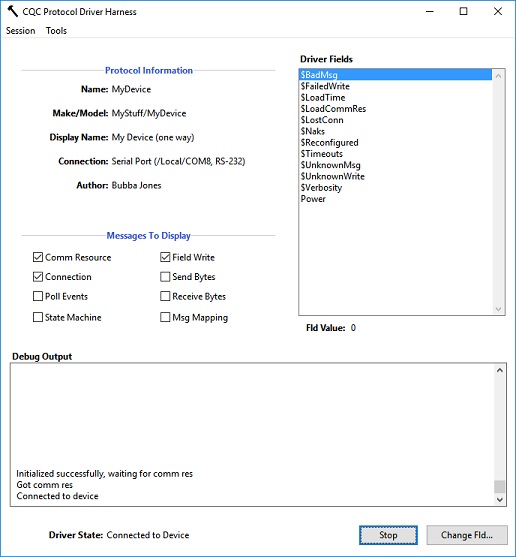 CQC Protocol Driver Harness
Session Tools
Protocol Information
Name: MyDevice
Make/Model: MyStuff/MyDevice
Display Name: My Device (one way)
Connection: Serial Port (/Local/COM8, RS-232)
Author: Bubba Jones
Driver Fields
$BadMsg
$FailedWrite
$LoadTime
$LoadCommRes
$LostConn
$Naks
$Reconfigured
$Timeouts
$UnknownMsg
$UnknownWrite
$Verbosity
Power
Messages To Display
Comm Resource Field Write
Connection Send Bytes
Poll Events Receive Bytes
State Machine Msg Mapping
Fld Value: 0
Debug Output
Initialized successfully, waiting for comm res
Got comm res
Connected to device
Driver State: Connected to Device Stop Change Fld...